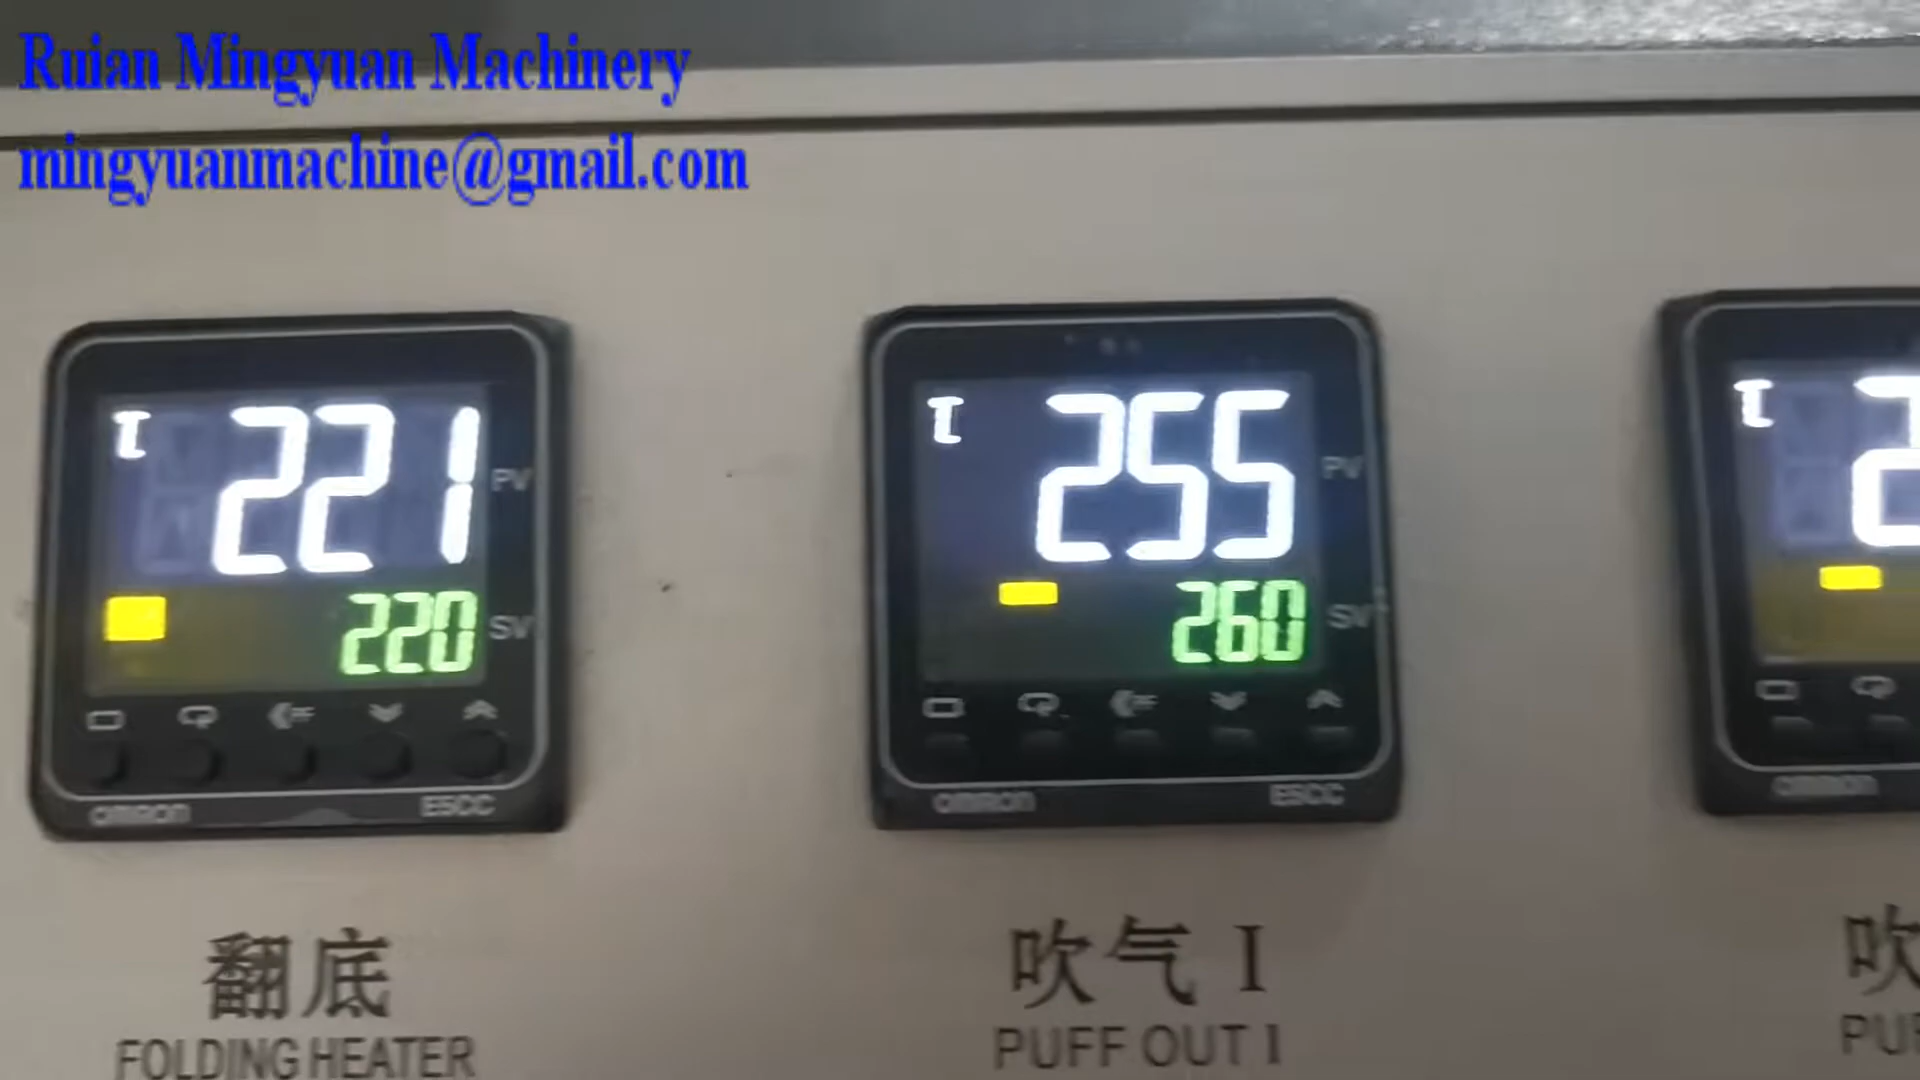 Ruian Mingyuan Machinery
mingyuanmachine@gmail.com
221
PV
220
SV
OMRON E5CC
翻底
FOLDING HEATER
255
PV
260
SV
OMRON E5CC
吹气 I
PUFF OUT I
OMRON
吹